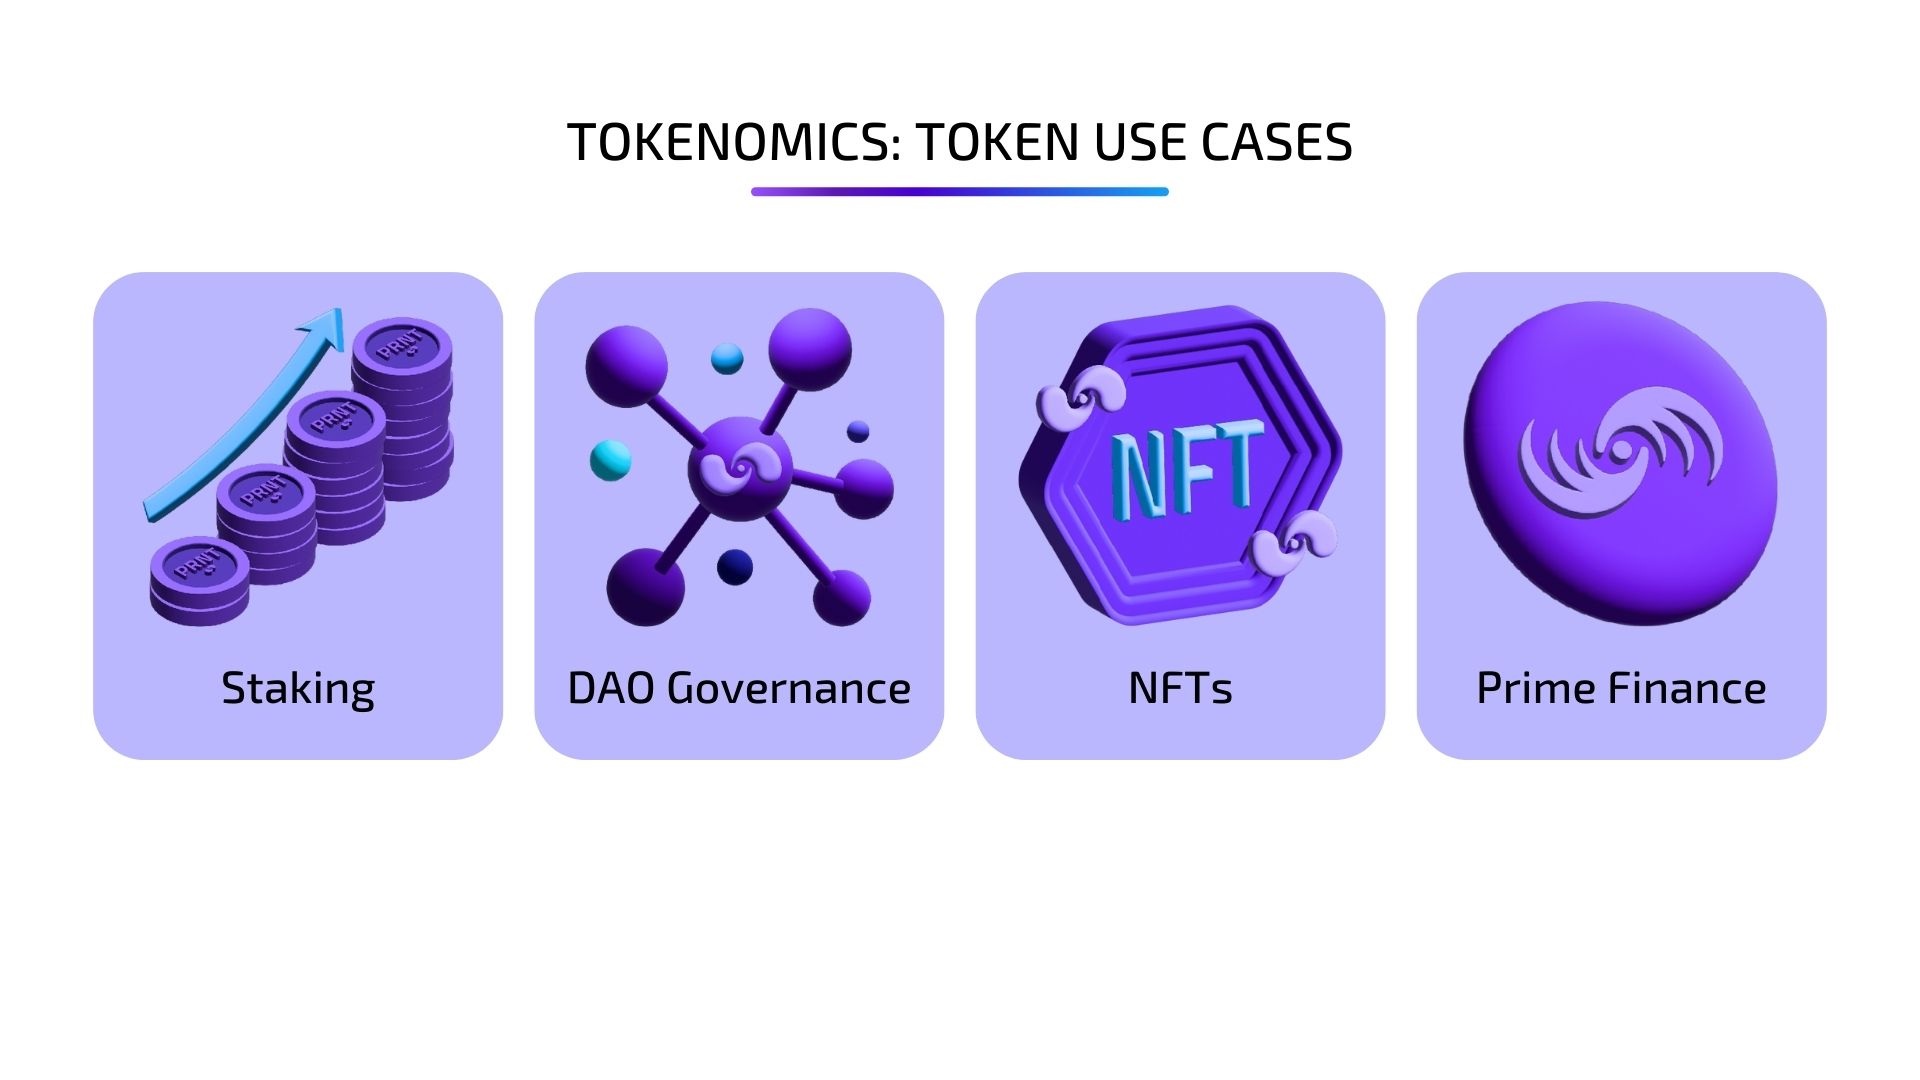 TOKENOMICS: TOKEN USE CASES
PRNT
PRNT
PRNT
PRNT
NFT
Staking
DAO Governance
NFTs
Prime Finance